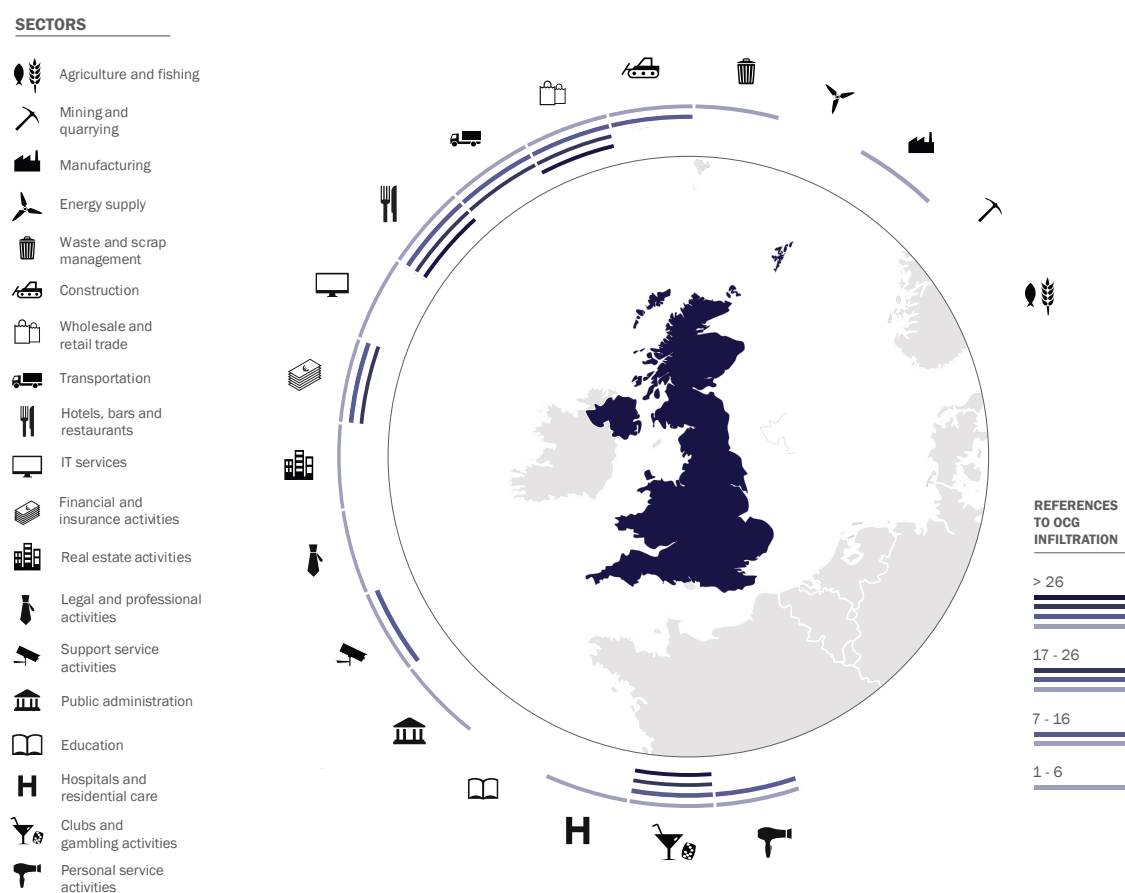 SECTORS
Agriculture and fishing
Mining and
quarrying
Manufacturing
Energy supply
Waste and scrap
management
Construction
Wholesale and
retail trade
Transportation
Hotels, bars and
restaurants
IT services
Financial and
insurance activities
Real estate activities
Legal and professional
activities
Support service
activities
Public administration
Education
Hospitals and
residential care
Clubs and
gambling activities
Personal service
activities
H
H
REFERENCES
TO OCG
INFILTRATION
> 26
17 - 26
7 - 16
1 - 6